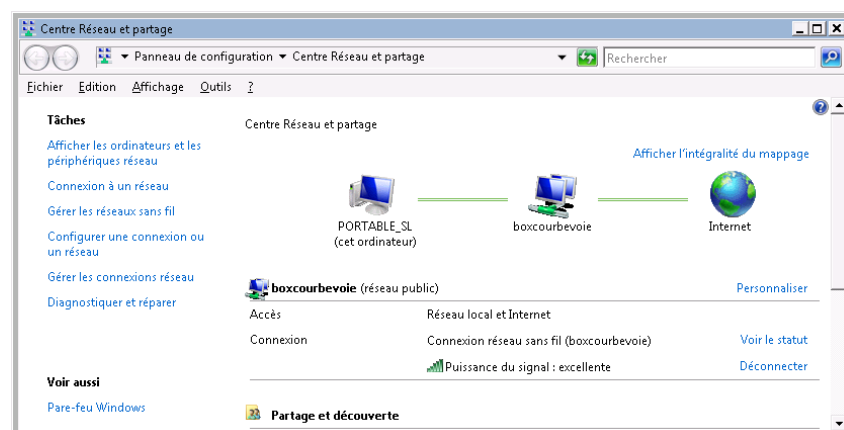 Centre Réseau et partage
Panneau de configuration Centre Réseau et partage
Rechercher
Fichier Edition Affichage Outils ?
Tâches
Afficher les ordinateurs et les
périphériques réseau
Connexion à un réseau
Gérer les réseaux sans fil
Configurer une connexion ou
un réseau
Gérer les connexions réseau
Diagnostiquer et réparer
Voir aussi
Pare-feu Windows
Centre Réseau et partage
Afficher l'intégralité du mappage
PORTABLE_SL
(cet ordinateur)
boxcourbevoie
Internet
boxcourbevoie (réseau public)
Personnaliser
Accès
Réseau local et Internet
Connexion
Connexion réseau sans fil (boxcourbevoie)
Voir le statut
Puissance du signal : excellente
Déconnecter
Partage et découverte